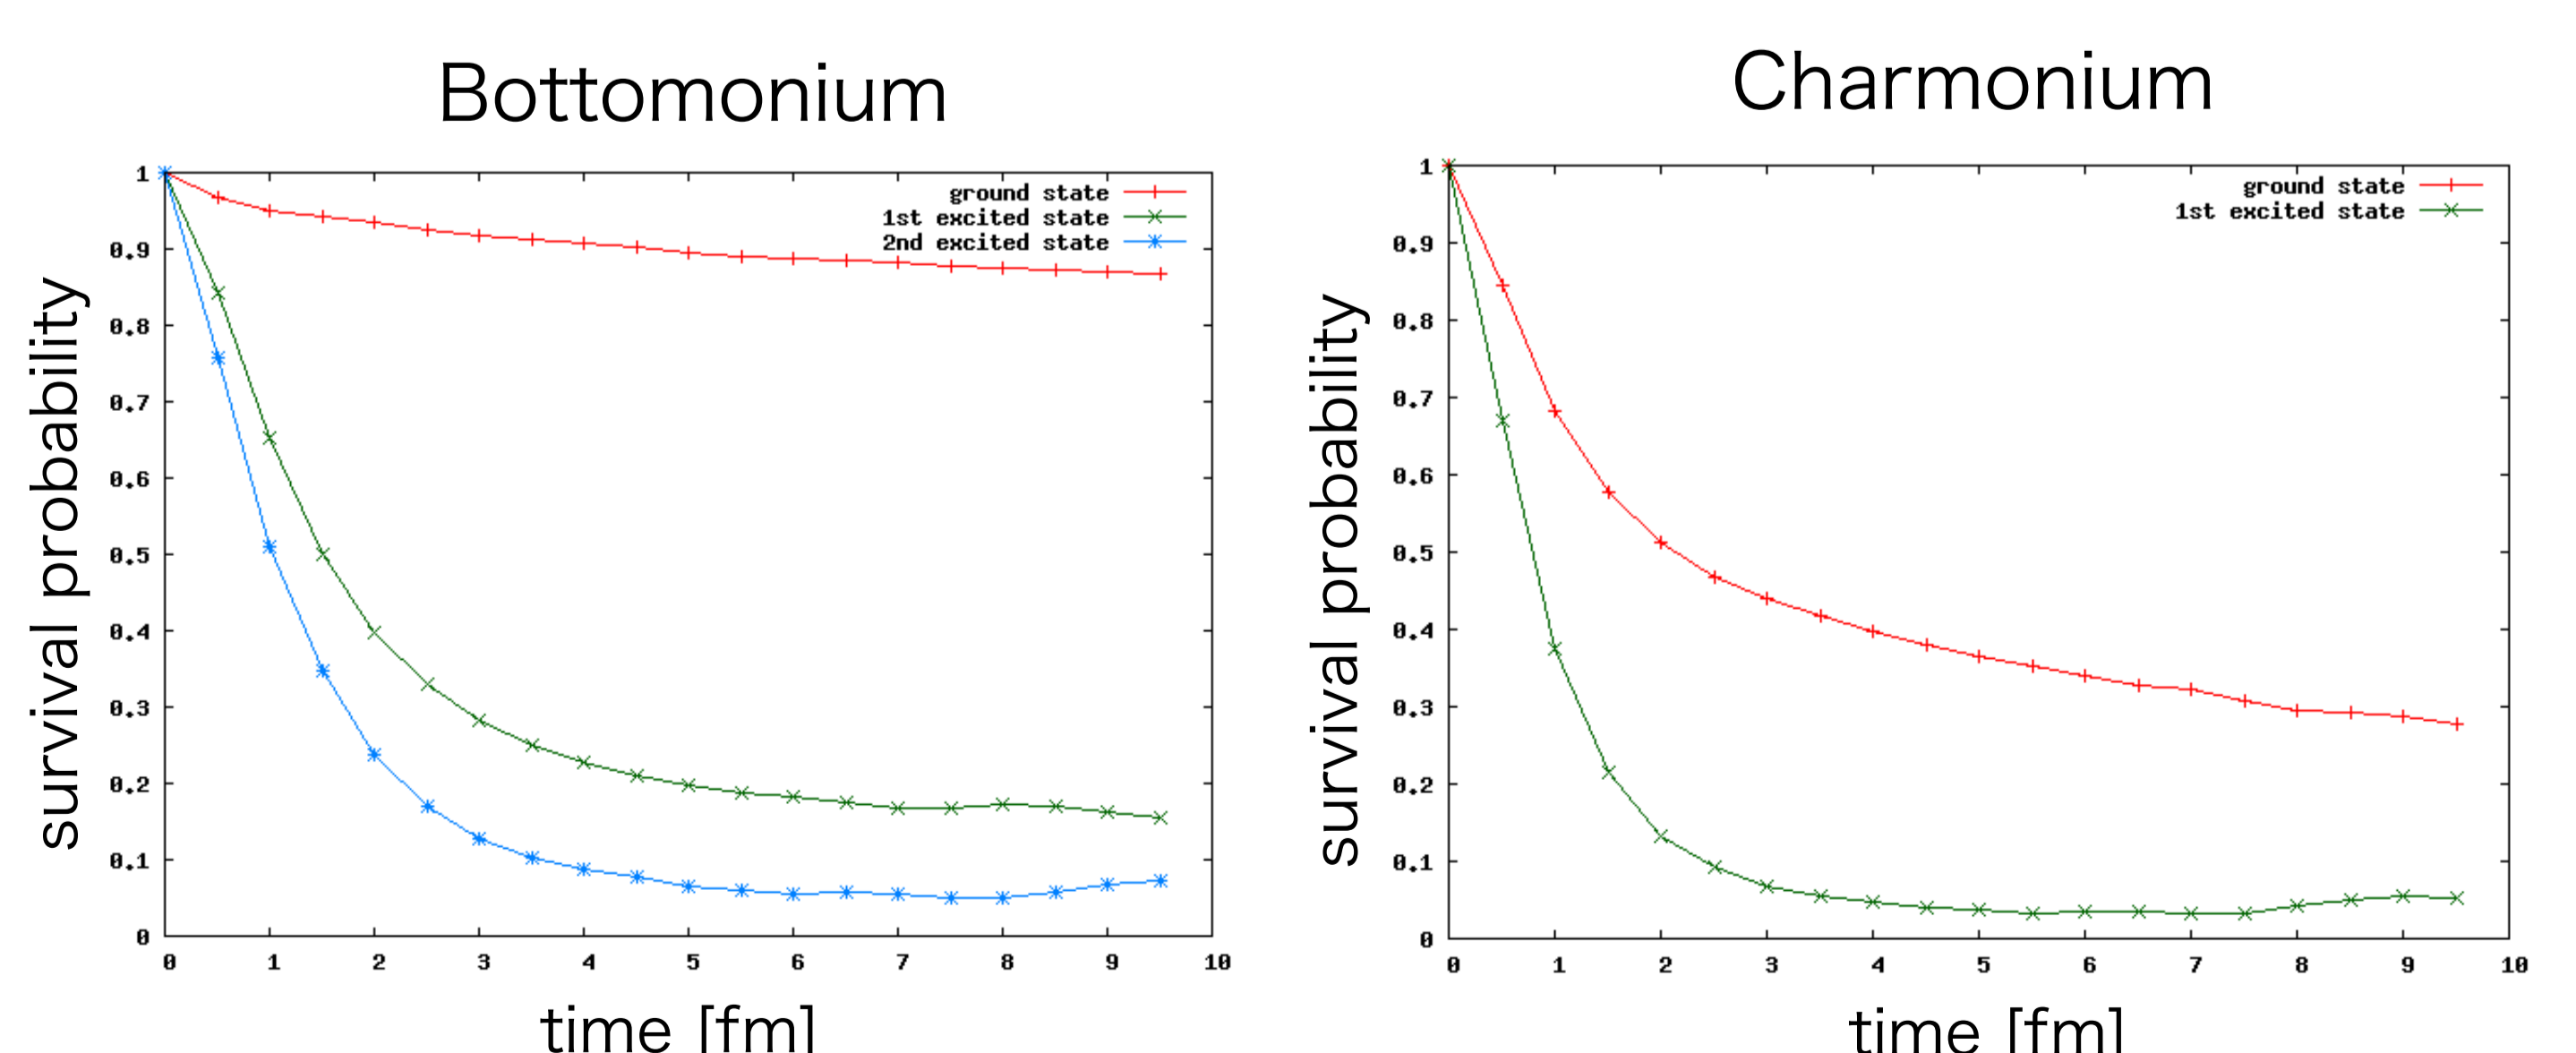 Bottomonium
survival probability
1
0.9
0.8
0.7
0.6
0.5
0.4
0.3
0.2
0.1
0
ground state
1st excited state
2nd excited state
0 1 2 3 4 5 6 7 8 9 10
time [fm]
Charmonium
survival probability
1
0.9
0.8
0.7
0.6
0.5
0.4
0.3
0.2
0.1
0
ground state
1st excited state
0 1 2 3 4 5 6 7 8 9 10
time [fm]